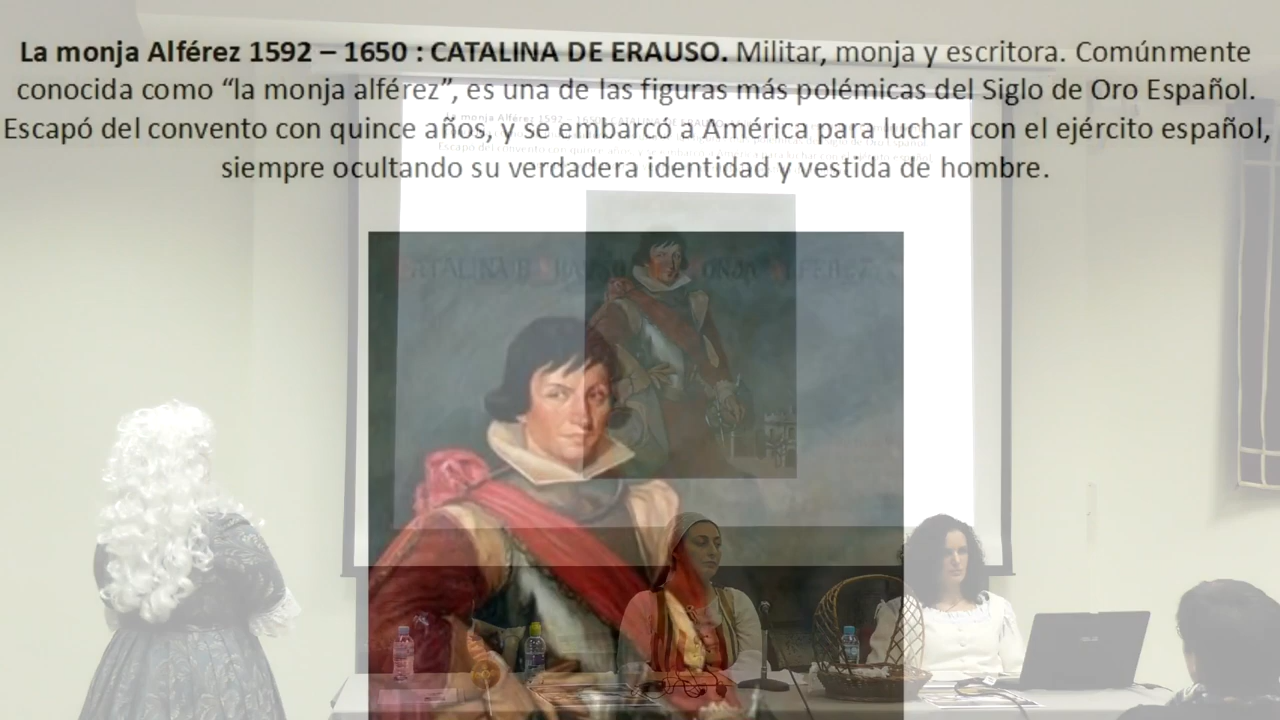 La monja Alférez 1592 – 1650 : CATALINA DE ERAUSO. Militar, monja y escritora. Comúnmente
conocida como “la monja alférez”, es una de las figuras más polémicas del Siglo de Oro Español.
Escapó del convento con quince años, y se embarcó a América para luchar con el ejército español,
siempre ocultando su verdadera identidad y vestida de hombre.